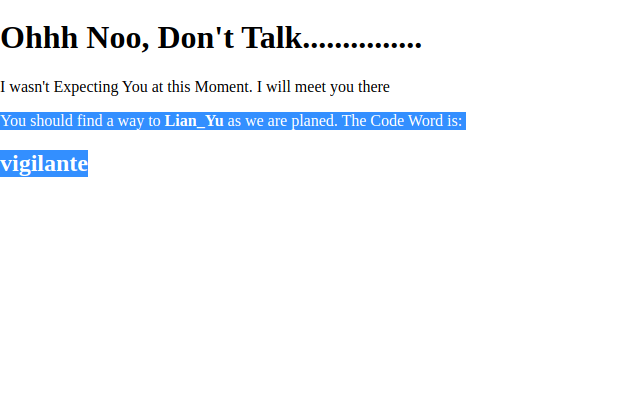 Ohhh Noo, Don't Talk...............
I wasn't Expecting You at this Moment. I will meet you there
You should find a way to Lian_Yu as we are planed. The Code Word is:
vigilante